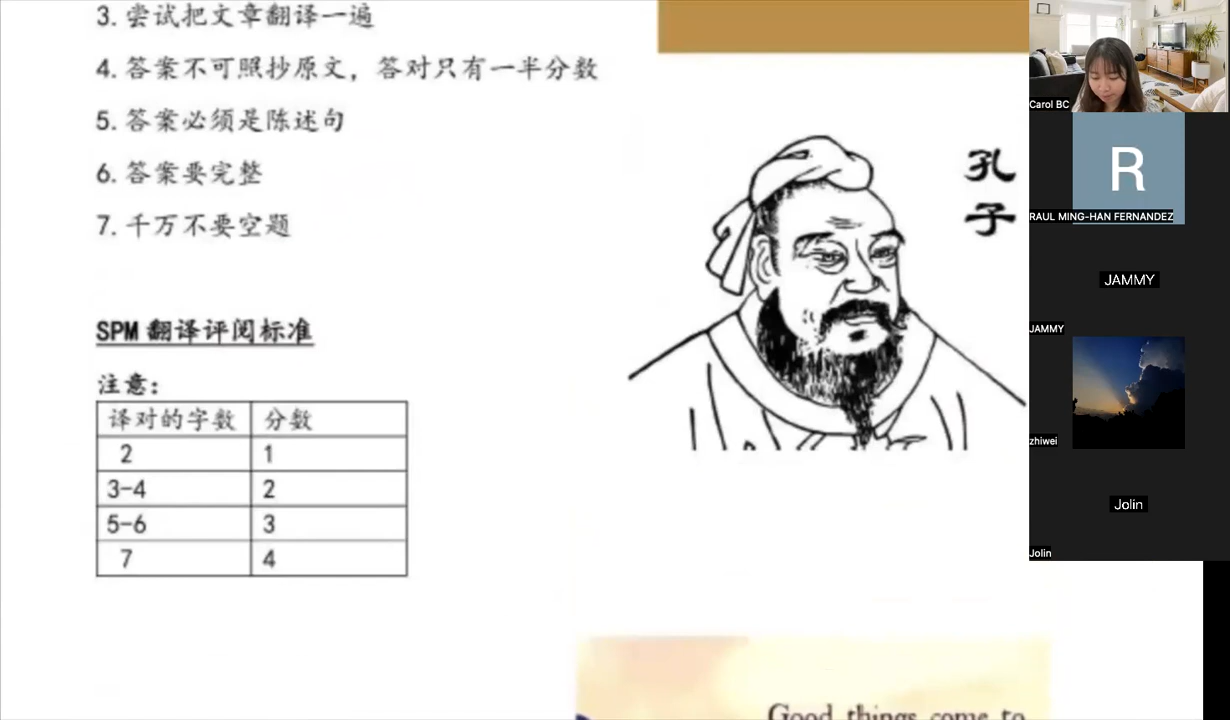 3. 尝试把文章翻译一遍
4. 答案不可照抄原文，答对只有一半分数
5. 答案必须是陈述句
6. 答案要完整
7. 千万不要空题
SPM 翻译评阅标准
注意：
译对的字数 分数
2 1
3-4 2
5-6 3
7 4
孔
子
Good things come to
Carol BC
R
RAUL MING-HAN FERNANDEZ
JAMMY
JAMMY
zhiwei
Jolin
Jolin